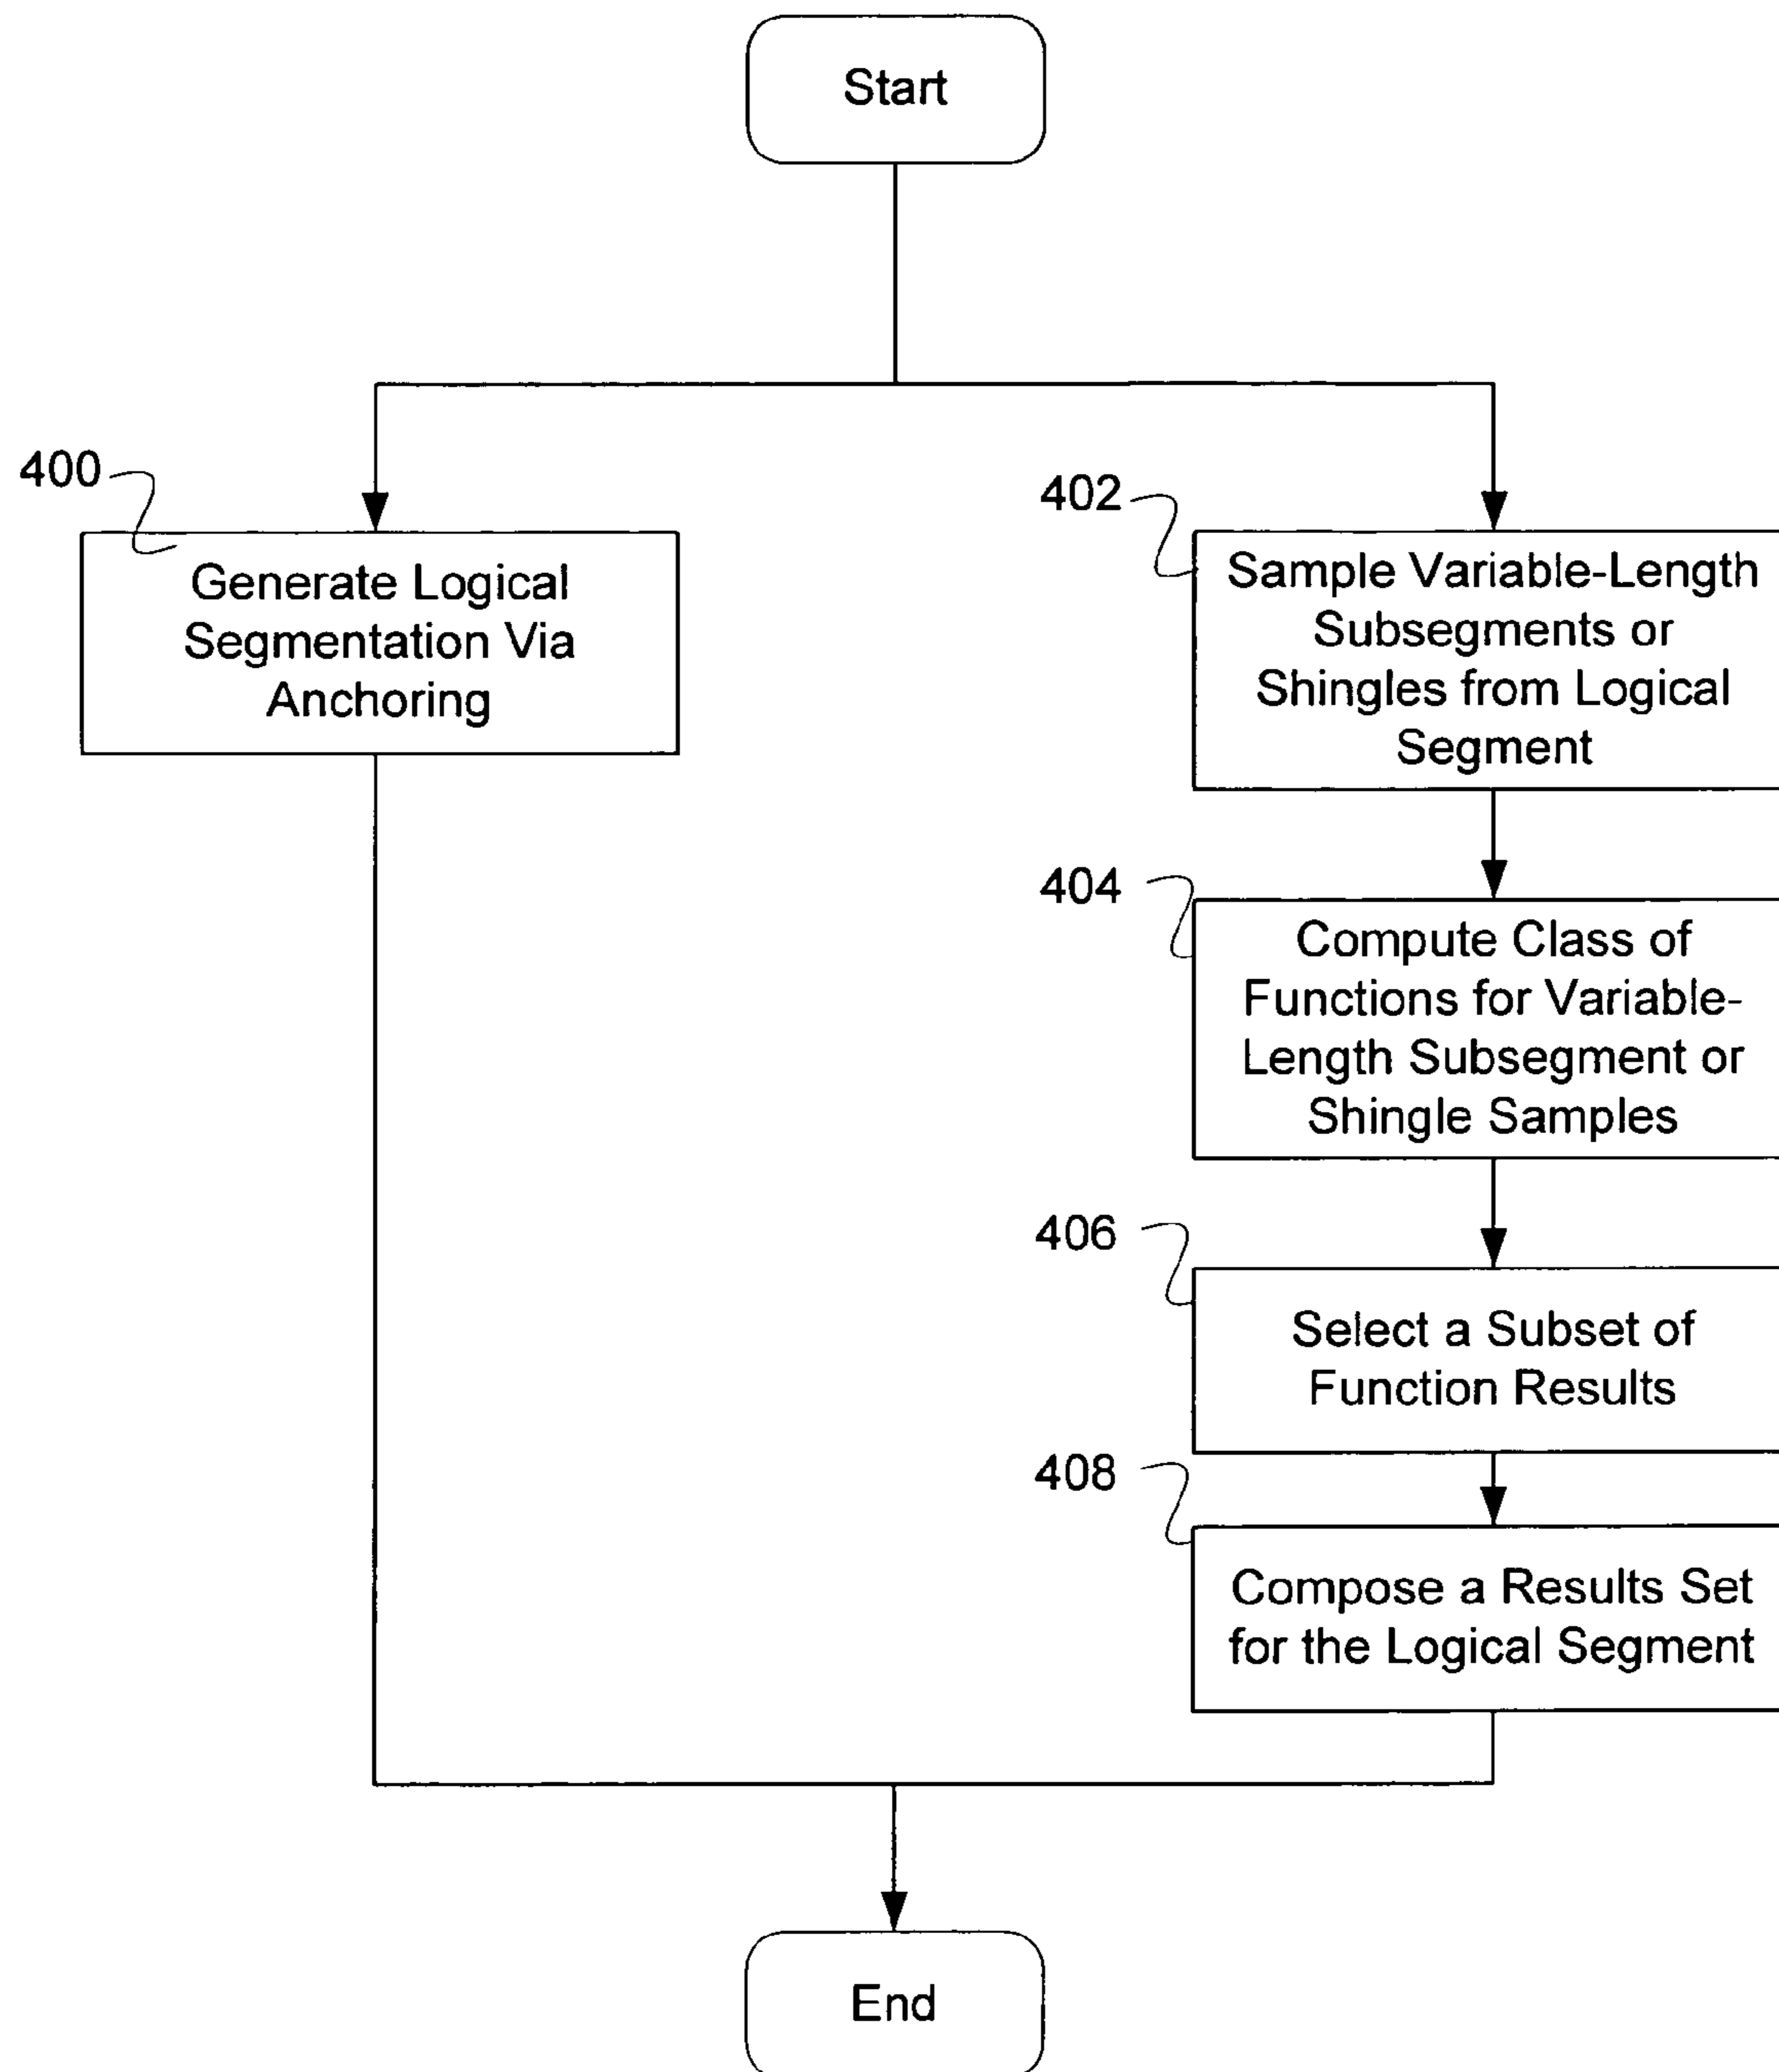 Start
400
Generate Logical
Segmentation Via
Anchoring
402
Sample Variable-Length
Subsegments or
Shingles from Logical
Segment
404
Compute Class of
Functions for Variable-
Length Subsegment or
Shingle Samples
406
Select a Subset of
Function Results
408
Compose a Results Set
for the Logical Segment
End